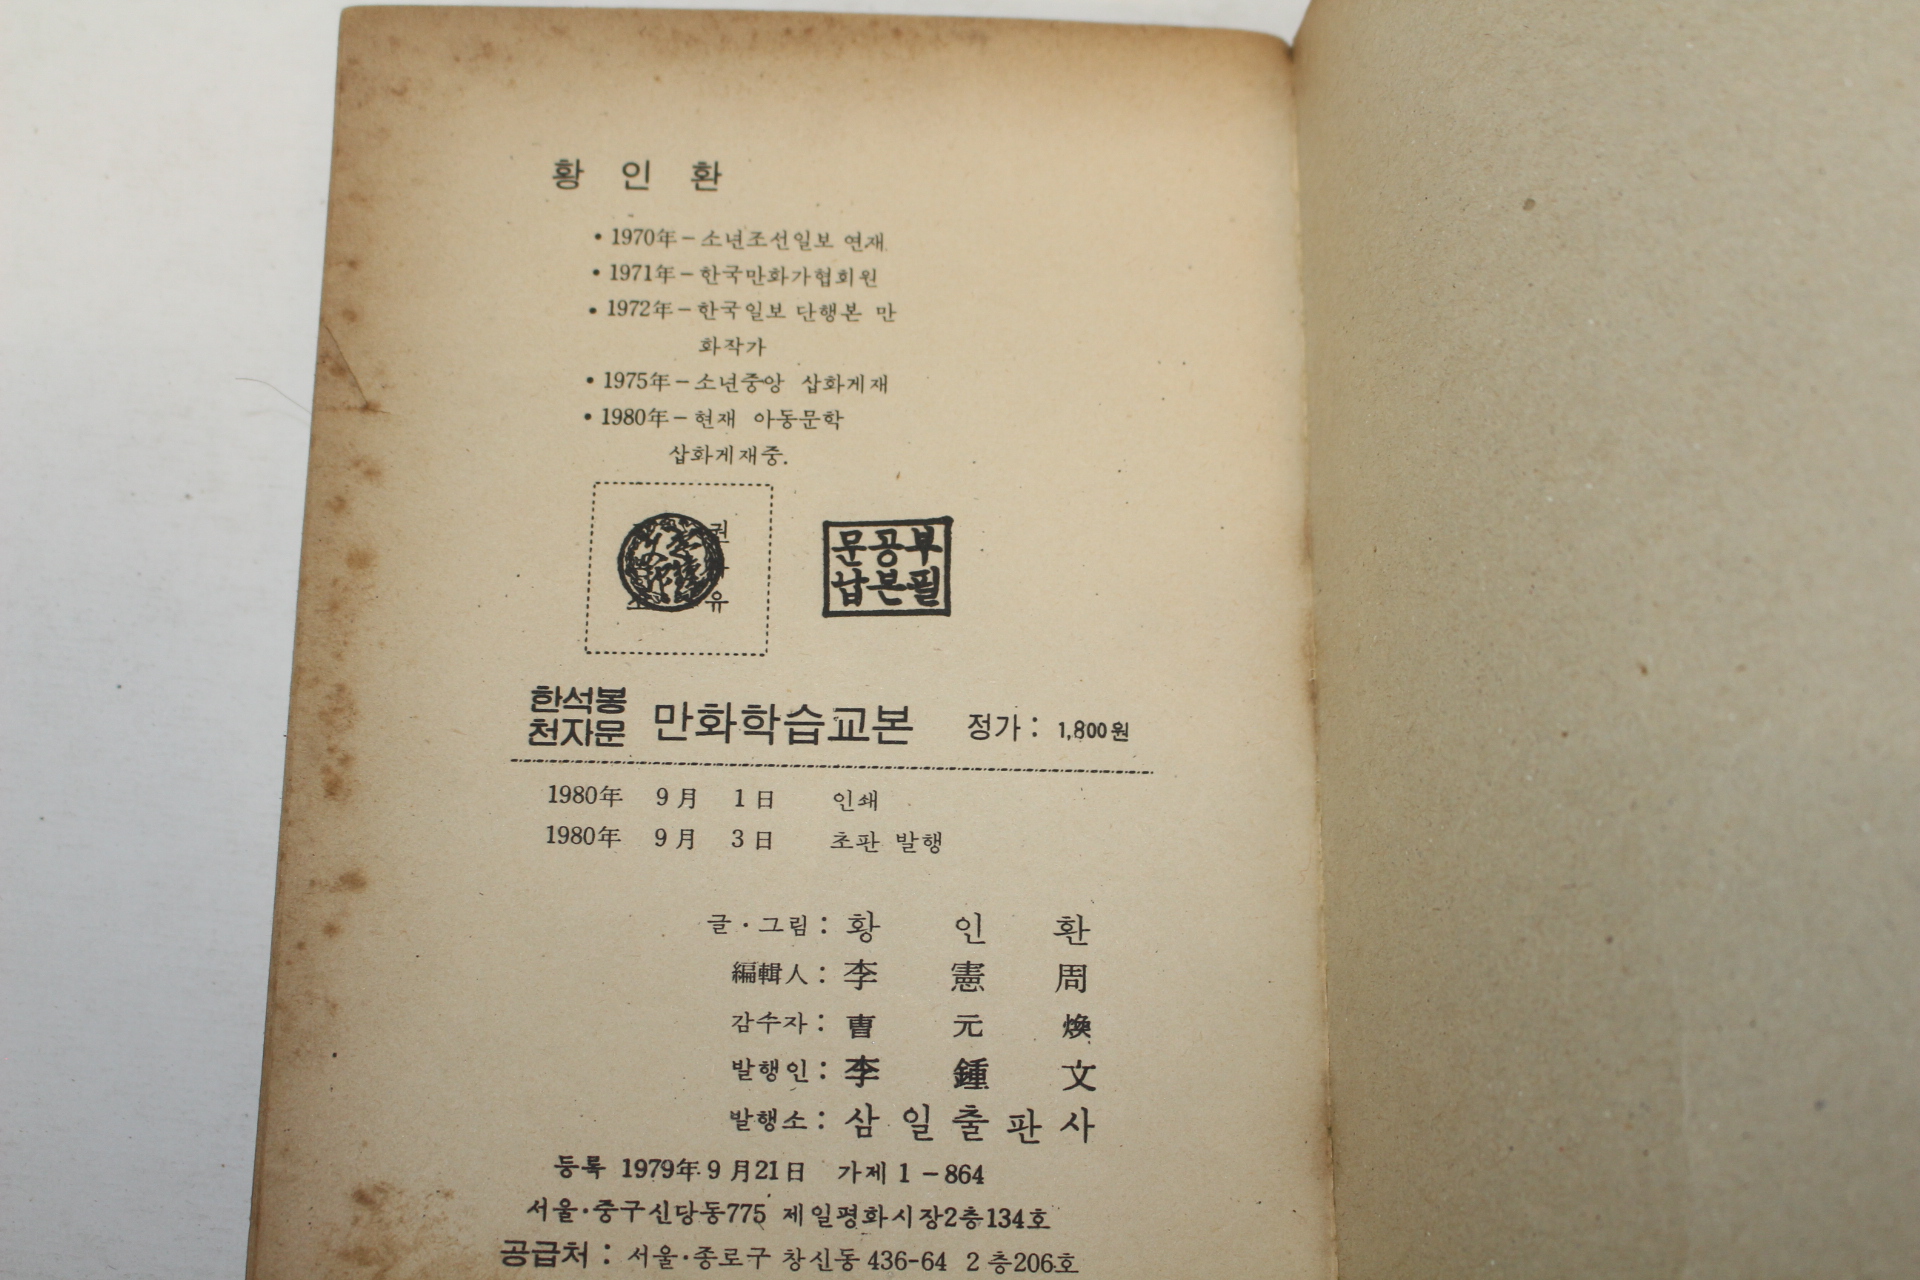 황 인 환
• 1970年 – 소년조선일보 연재
• 1971年 – 한국만화가협회원
• 1972年 – 한국일보 단행본 만
화작가
• 1975年 – 소년중앙 삽화게재
• 1980年 – 현재 아동문학
삽화게재중.
권
유
문공부
납본필
한석봉
천자문 만화학습교본 정가 : 1,800원
1980年 9月 1日 인쇄
1980年 9月 3日 초판 발행
글·그림 : 황 인 환
編輯人 : 李 憲 周
감수자 : 曺 元 煥
발행인 : 李 鍾 文
발행소 : 삼일출판사
등록 1979年 9月21日 가제 1 – 864
서울·중구신당동775 제일평화시장2층134호
공급처 : 서울·종로구 창신동 436-64 2층206호